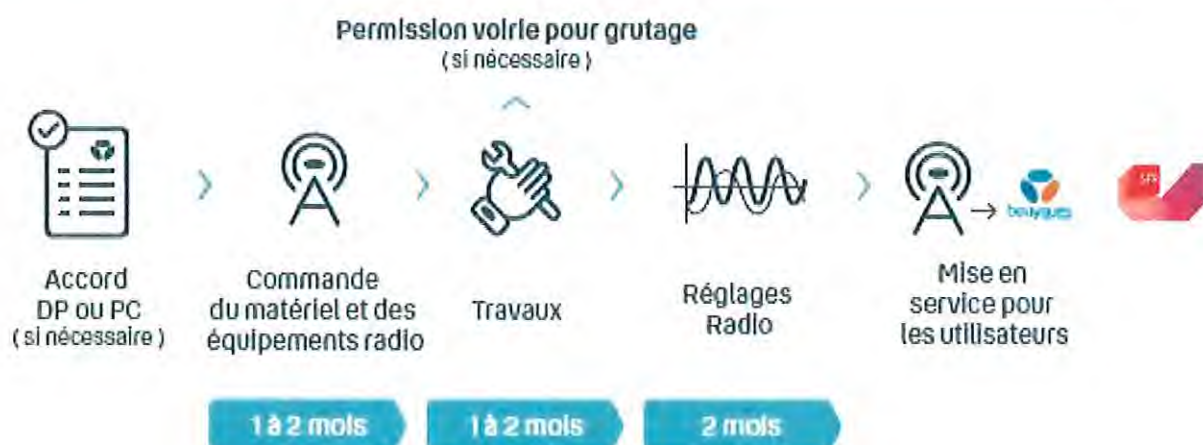 Permission voirie pour grutage
(si nécessaire)
Accord
DP ou PC
(si nécessaire)
Commande
du matériel et des
équipements radio
Travaux
Réglages
Radio
Mise en
service pour
les utilisateurs
bouygues
SFR
1 à 2 mois
1 à 2 mois
2 mois